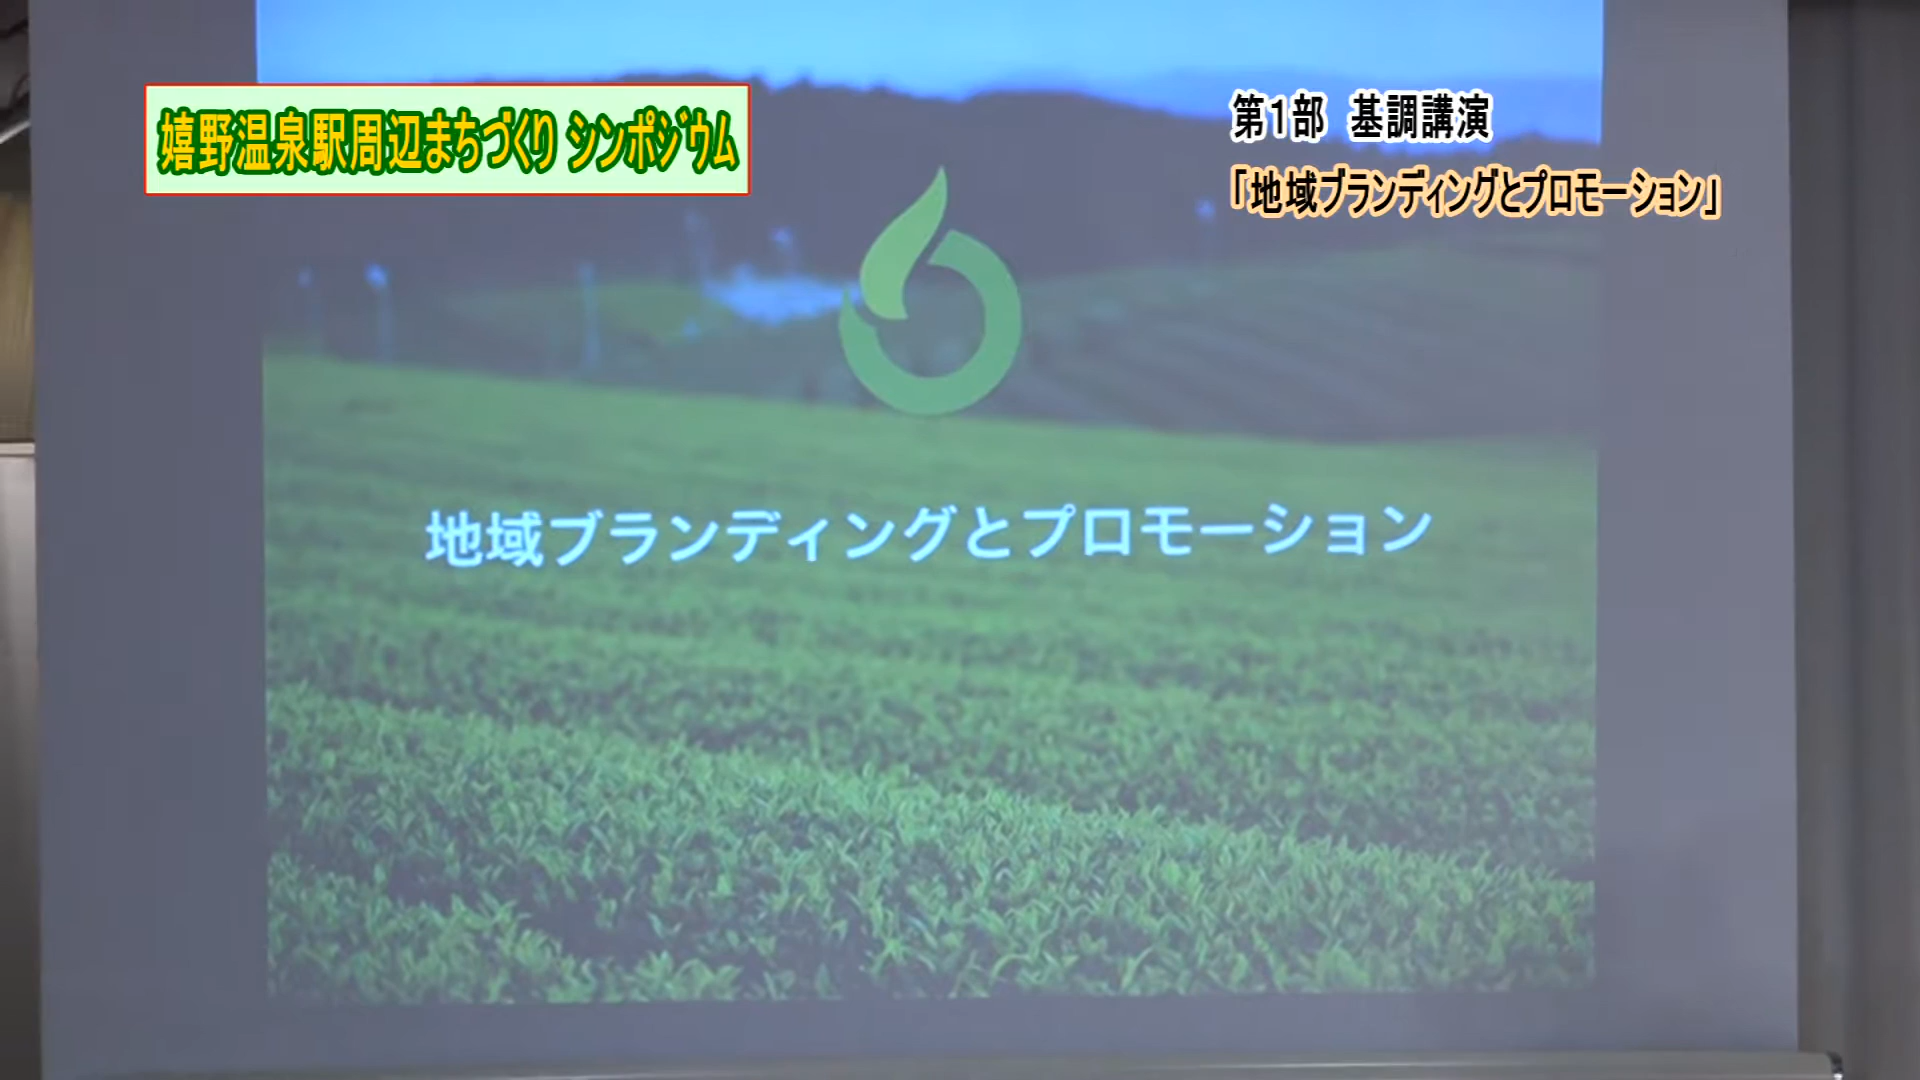 嬉野温泉駅周辺まちづくり シンポジウム
第1部 基調講演
「地域ブランディングとプロモーション」
地域ブランディングとプロモーション